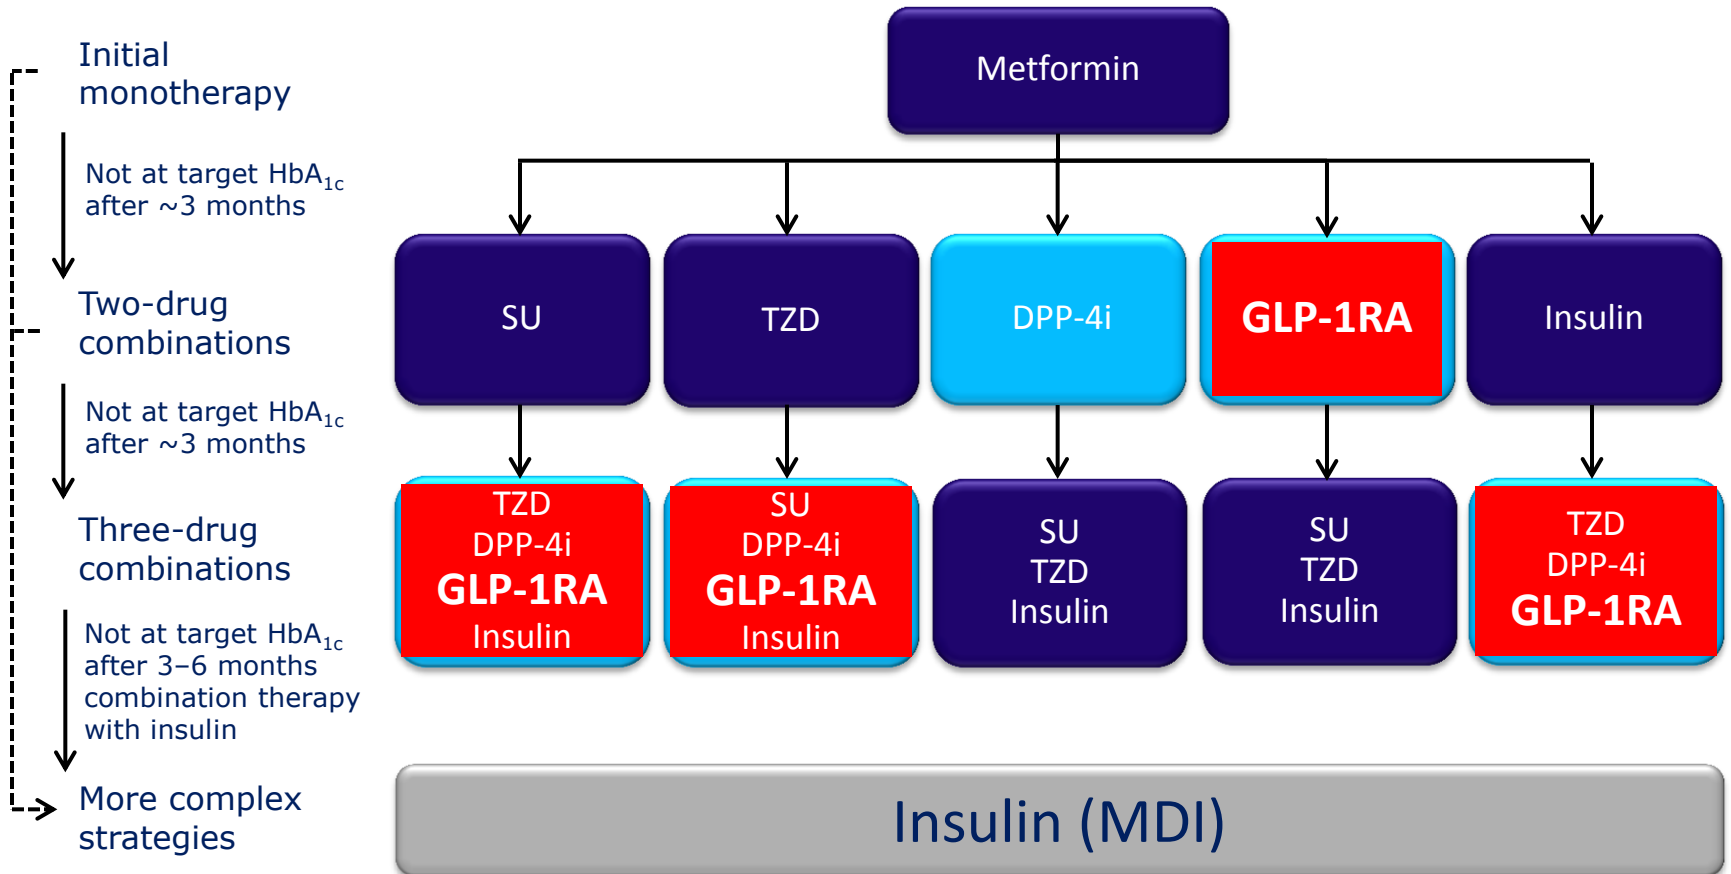 Initial
monotherapy
Metformin
Not at target HbA1c
after ~3 months
Two-drug
combinations
SU
TZD
DPP-4i
GLP-1RA
Insulin
Not at target HbA1c
after ~3 months
Three-drug
combinations
TZD
DPP-4i
GLP-1RA
Insulin
SU
DPP-4i
GLP-1RA
Insulin
SU
TZD
Insulin
SU
TZD
Insulin
TZD
DPP-4i
GLP-1RA
Not at target HbA1c
after 3–6 months
combination therapy
with insulin
More complex
strategies
Insulin (MDI)